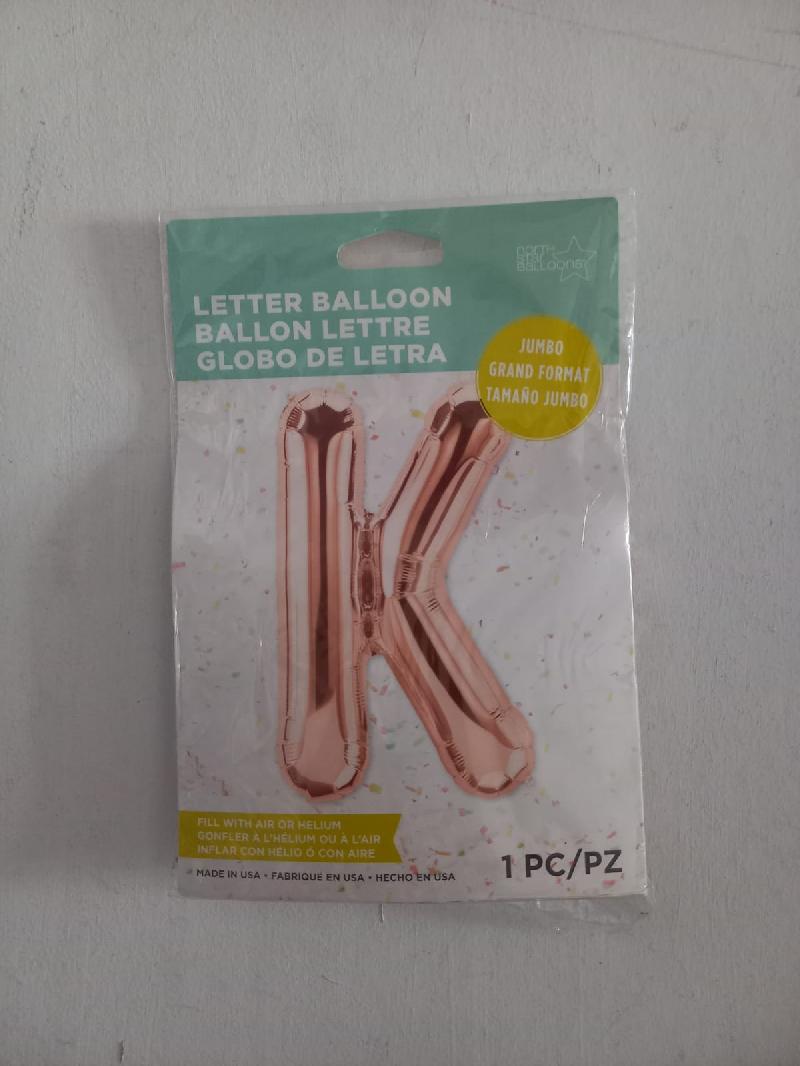 NORTH
STAR
BALLOONS
LETTER BALLOON
BALLON LETTRE
GLOBO DE LETRA
JUMBO
GRAND FORMAT
TAMAÑO JUMBO
K
FILL WITH AIR OR HELIUM
GONFLER À L'HÉLIUM OU À L'AIR
INFLAR CON HÉLIO Ó CON AIRE
MADE IN USA • FABRIQUÉ EN USA • HECHO EN USA
1 PC/PZ